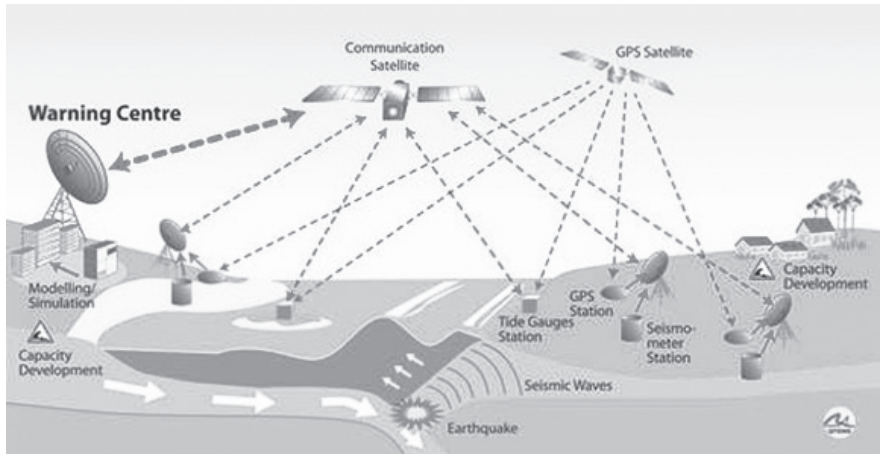 Communication
Satellite
GPS Satellite
Warning Centre
Modelling/
Simulation
Capacity
Development
Capacity
Development
GPS
Station
Tide Gauges
Station
Seismo-
meter
Station
Seismic Waves
Earthquake